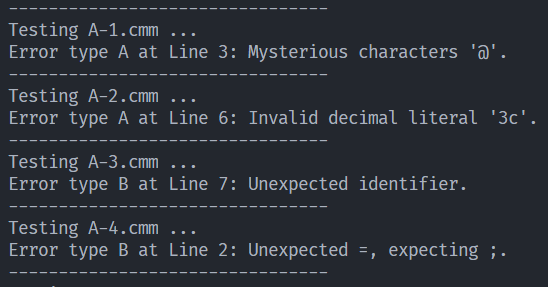 --------------------------------
Testing A-1.cmm ...
Error type A at Line 3: Mysterious characters '@'.
--------------------------------
Testing A-2.cmm ...
Error type A at Line 6: Invalid decimal literal '3c'.
--------------------------------
Testing A-3.cmm ...
Error type B at Line 7: Unexpected identifier.
--------------------------------
Testing A-4.cmm ...
Error type B at Line 2: Unexpected =, expecting ;.
--------------------------------